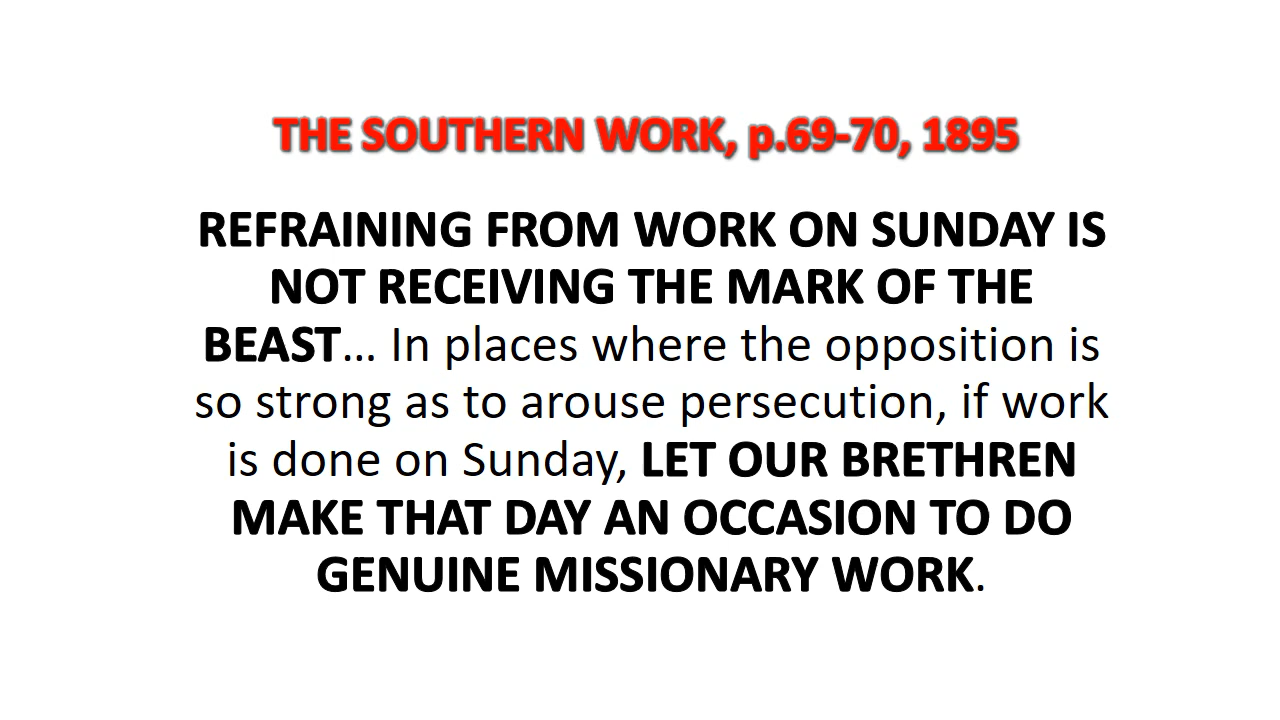 THE SOUTHERN WORK, p.69-70, 1895
REFRAINING FROM WORK ON SUNDAY IS
NOT RECEIVING THE MARK OF THE
BEAST... In places where the opposition is
so strong as to arouse persecution, if work
is done on Sunday, LET OUR BRETHREN
MAKE THAT DAY AN OCCASION TO DO
GENUINE MISSIONARY WORK.